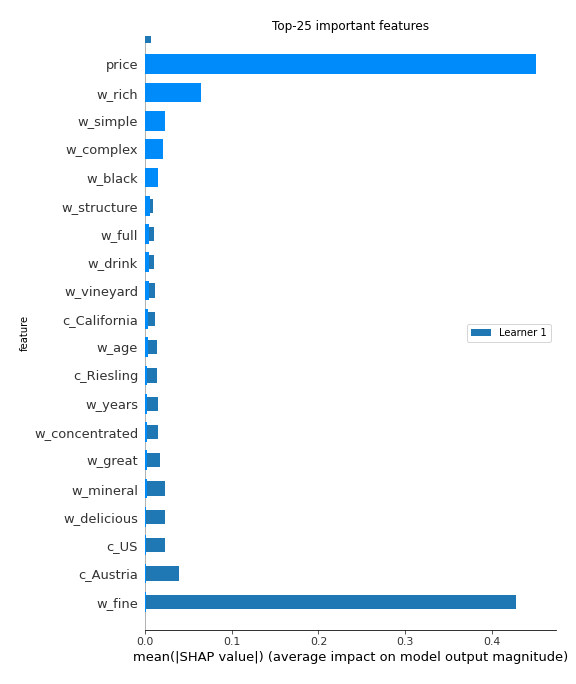 Top-25 important features
price
w_rich
w_simple
w_complex
w_black
w_structure
w_full
w_drink
w_vineyard
c_California
w_age
c_Riesling
w_years
w_concentrated
w_great
w_mineral
w_delicious
c_US
c_Austria
w_fine
feature
Learner 1
0.0 0.1 0.2 0.3 0.4
mean(|SHAP value|) (average impact on model output magnitude)